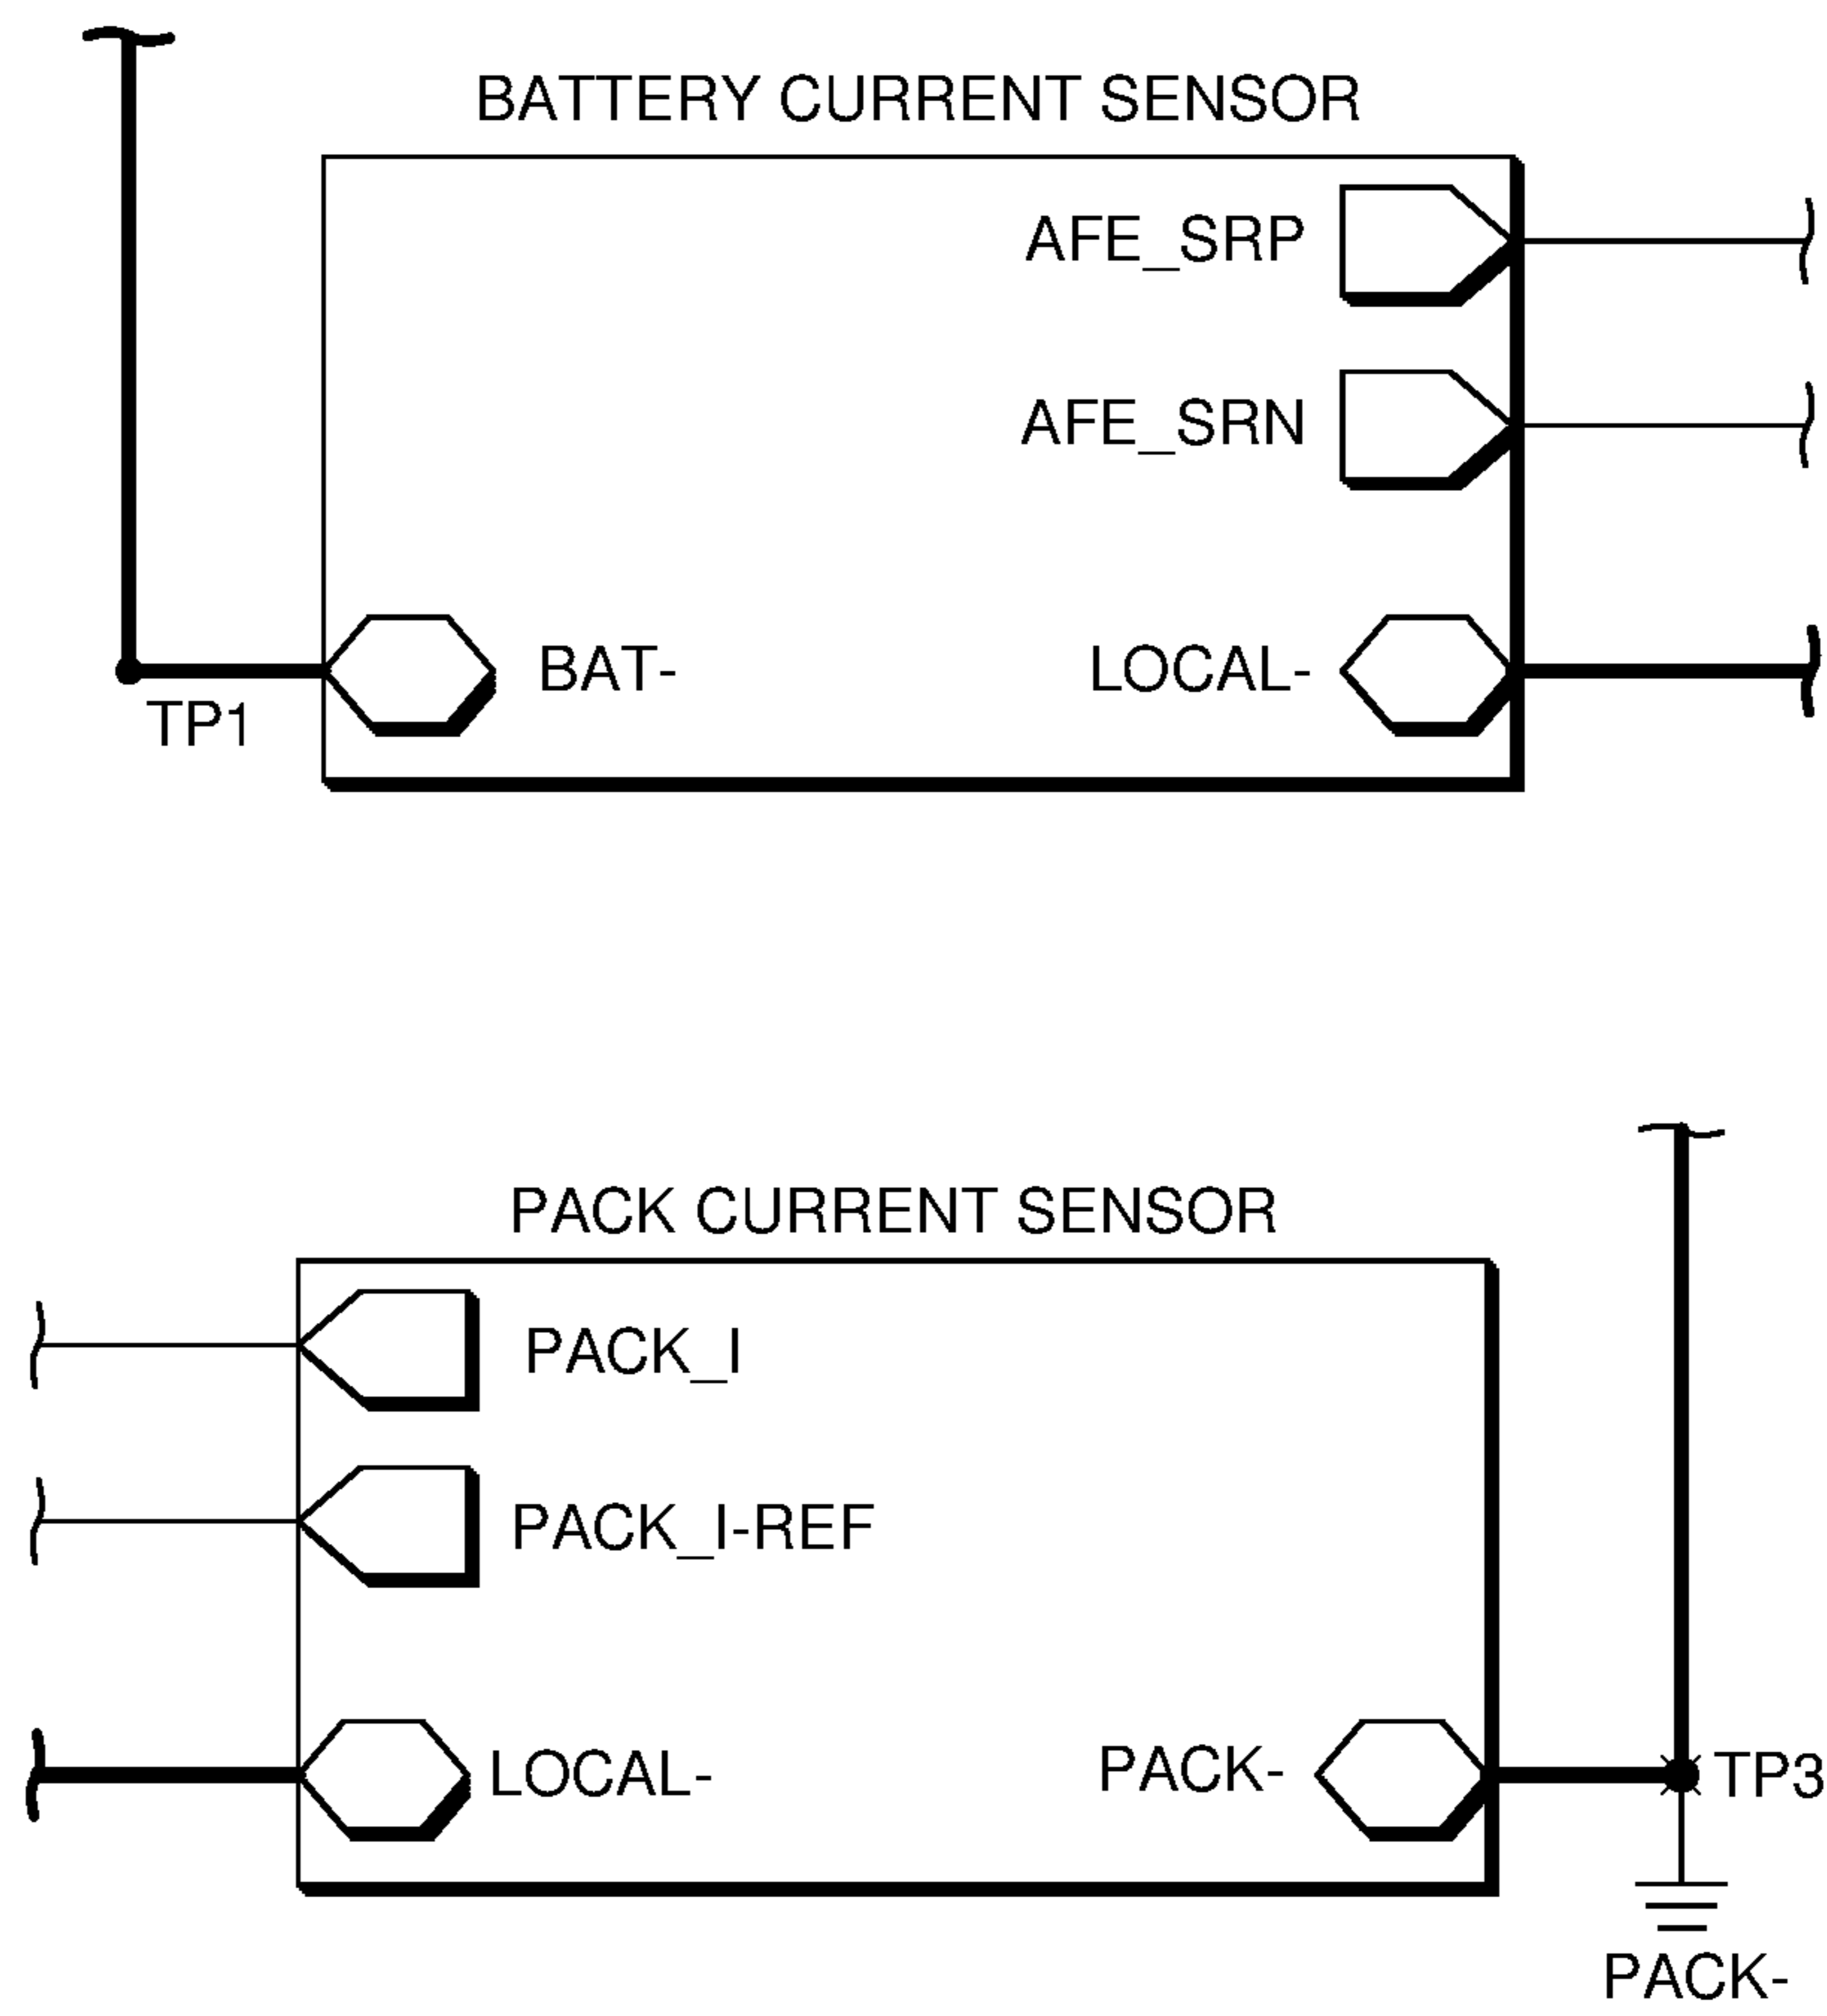 BATTERY CURRENT SENSOR
AFE_SRP
AFE_SRN
BAT-
LOCAL-
TP1
PACK CURRENT SENSOR
PACK_I
PACK_I-REF
LOCAL-
PACK-
TP3
PACK-